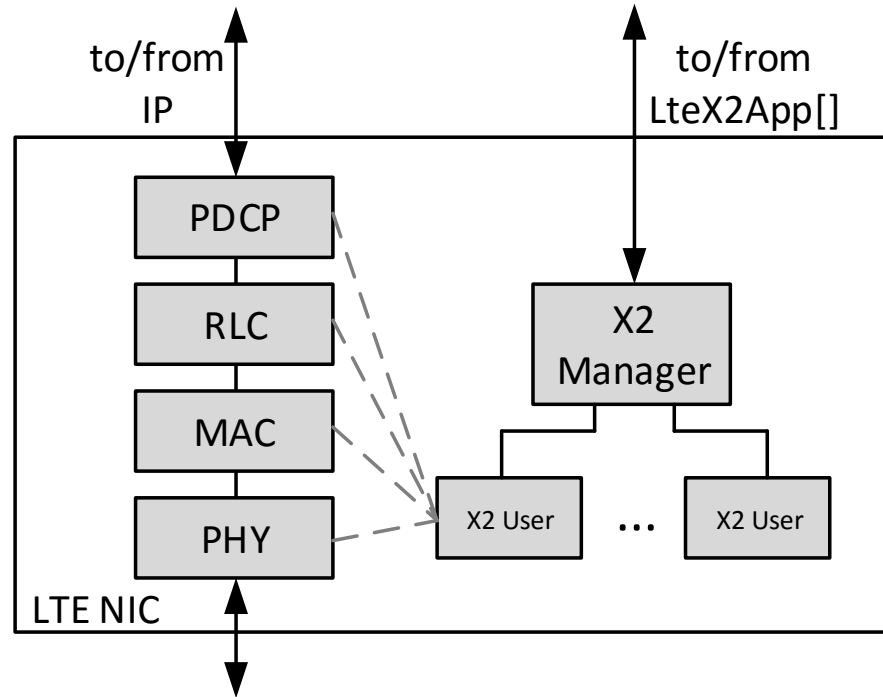 to/from
IP
to/from
LteX2App[]
PDCP
RLC
MAC
PHY
X2
Manager
X2 User
...
X2 User
LTE NIC